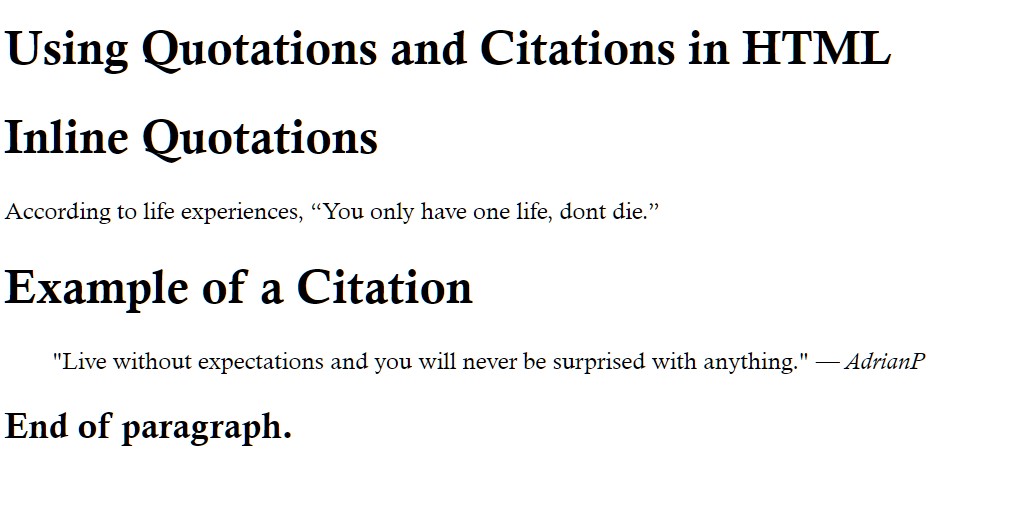 Using Quotations and Citations in HTML
Inline Quotations
According to life experiences, “You only have one life, dont die.”
Example of a Citation
"Live without expectations and you will never be surprised with anything." — AdrianP
End of paragraph.